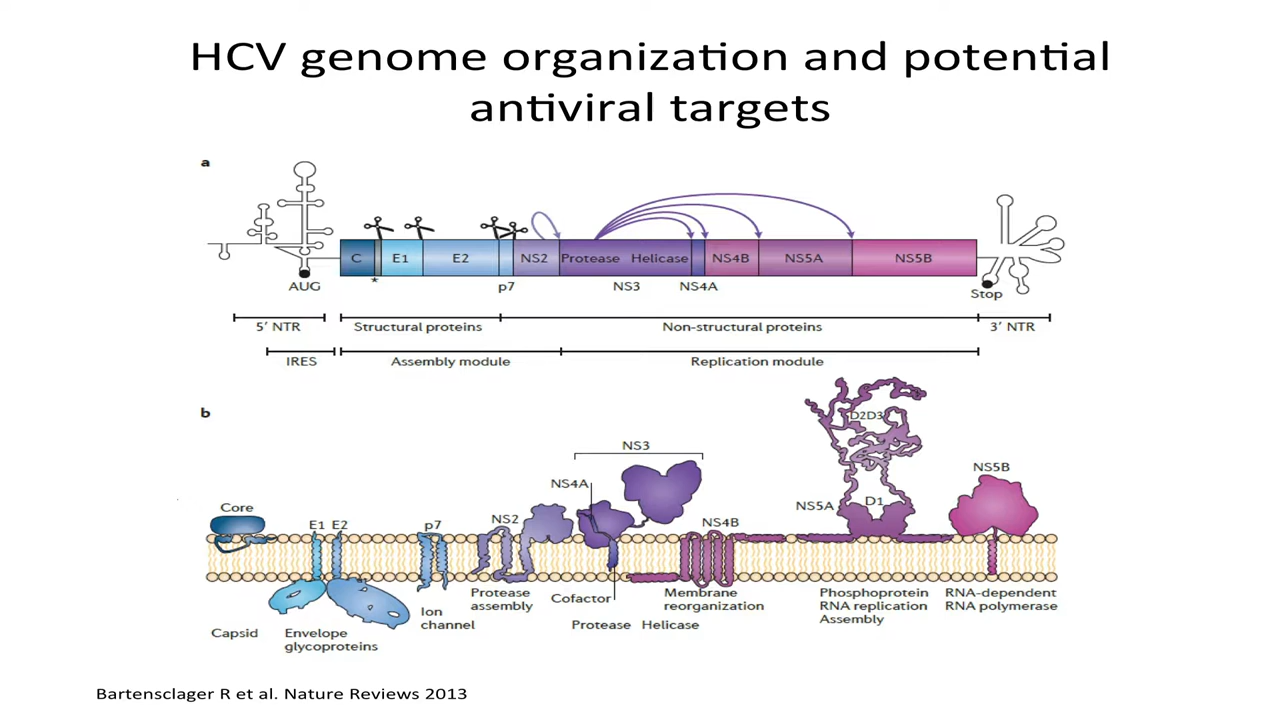 HCV genome organization and potential
antiviral targets
a
C
E1
E2
NS2
Protease
Helicase
NS4B
NS5A
NS5B
*
AUG
p7
NS3
NS4A
Stop
5′ NTR
Structural proteins
Non-structural proteins
3′ NTR
IRES
Assembly module
Replication module
b
D2D3
NS3
NS5B
NS4A
NS5A
D1
Core
E1
E2
p7
NS2
NS4B
Protease
assembly
Cofactor
Membrane
reorganization
Phosphoprotein
RNA replication
Assembly
RNA-dependent
RNA polymerase
Ion
channel
Protease
Helicase
Capsid
Envelope
glycoproteins
Bartensclager R et al. Nature Reviews 2013